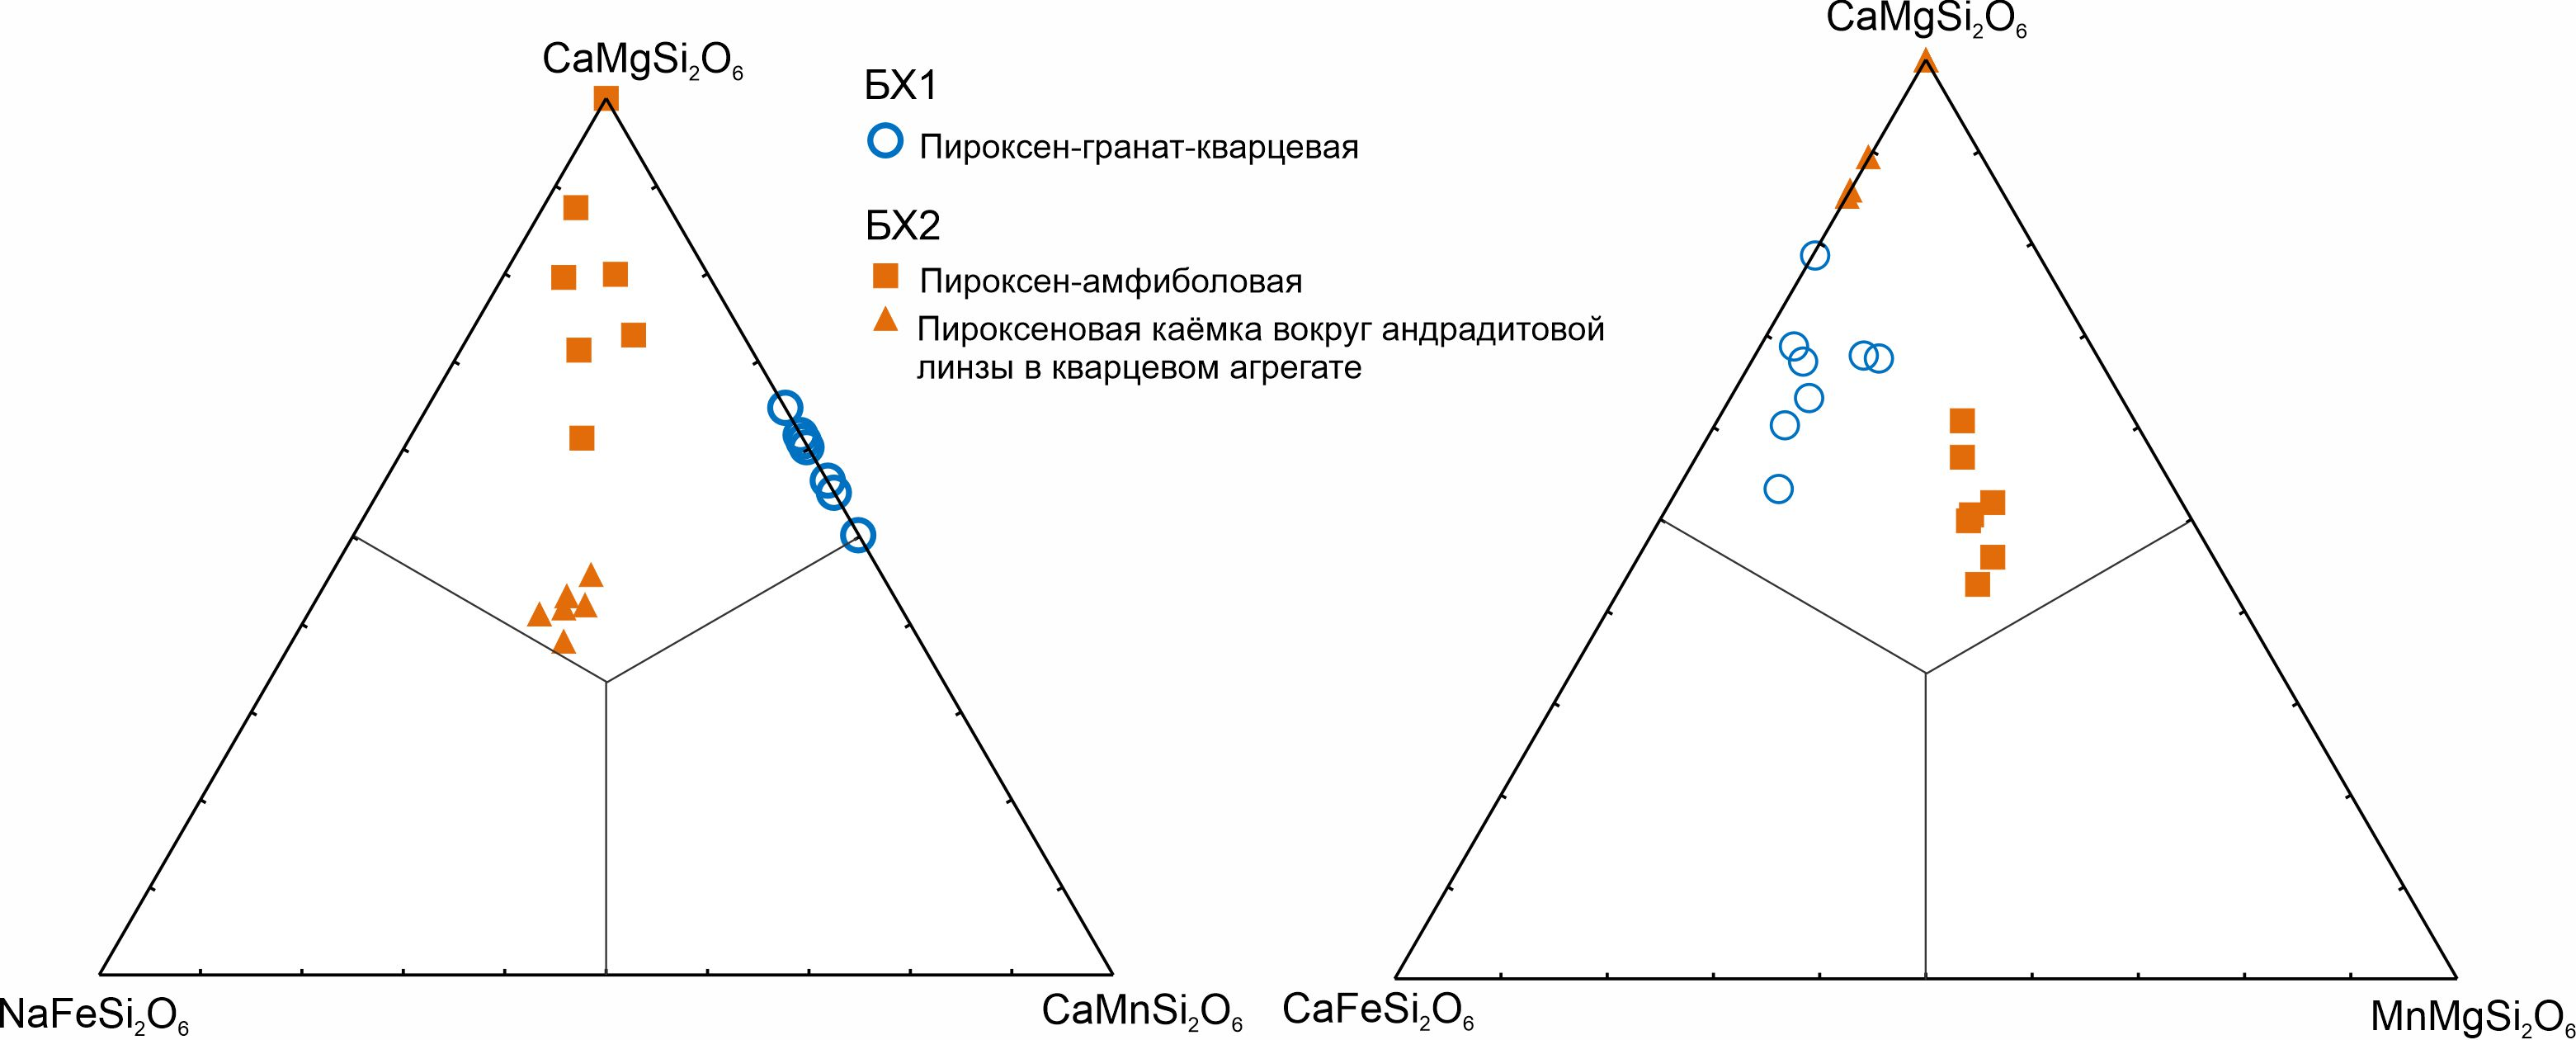 CaMgSi₂O₆
NaFeSi₂O₆
CaMnSi₂O₆
БХ1
Пироксен-гранат-кварцевая
БХ2
Пироксен-амфиболовая
Пироксеновая каёмка вокруг андрадитовой
линзы в кварцевом агрегате
CaMgSi₂O₆
CaFeSi₂O₆
MnMgSi₂O₆